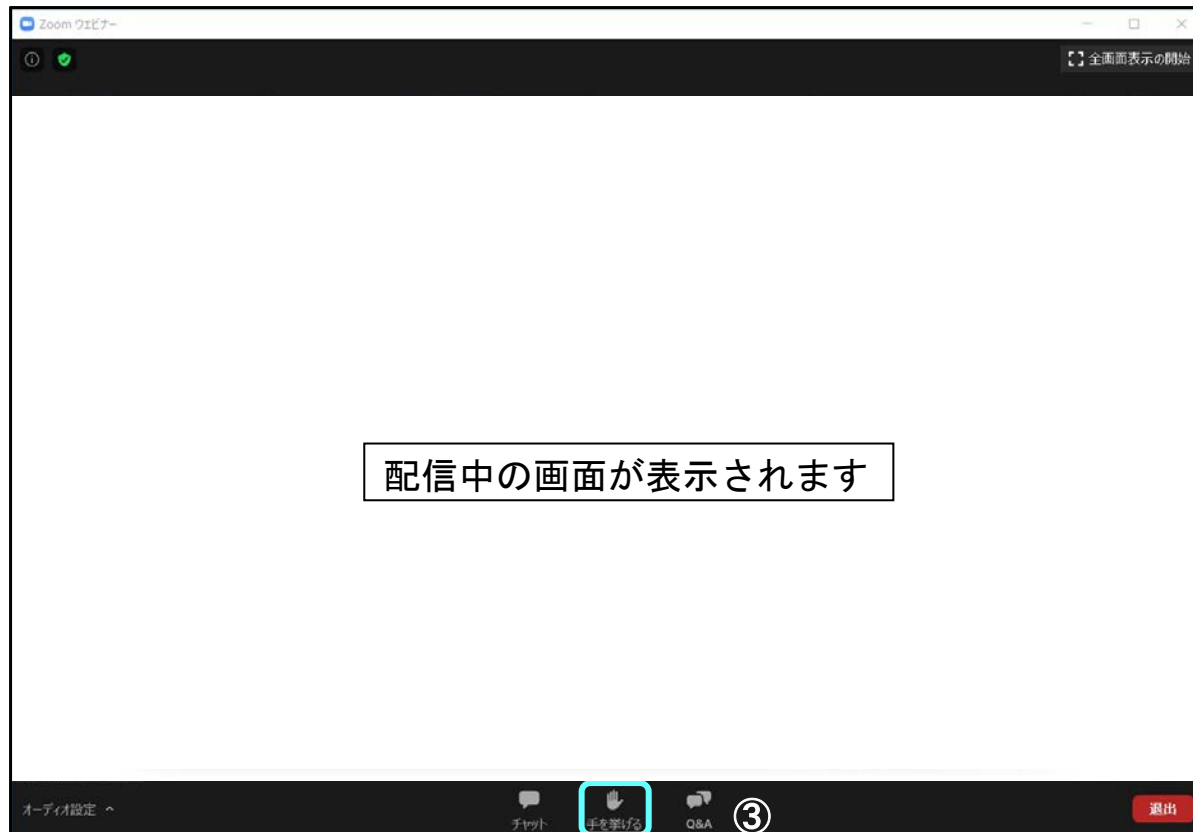 Zoom ウエビナー
全画面表示の開始
配信中の画面が表示されます
オーディオ設定
チャット
手を挙げる
Q&A
③
退出